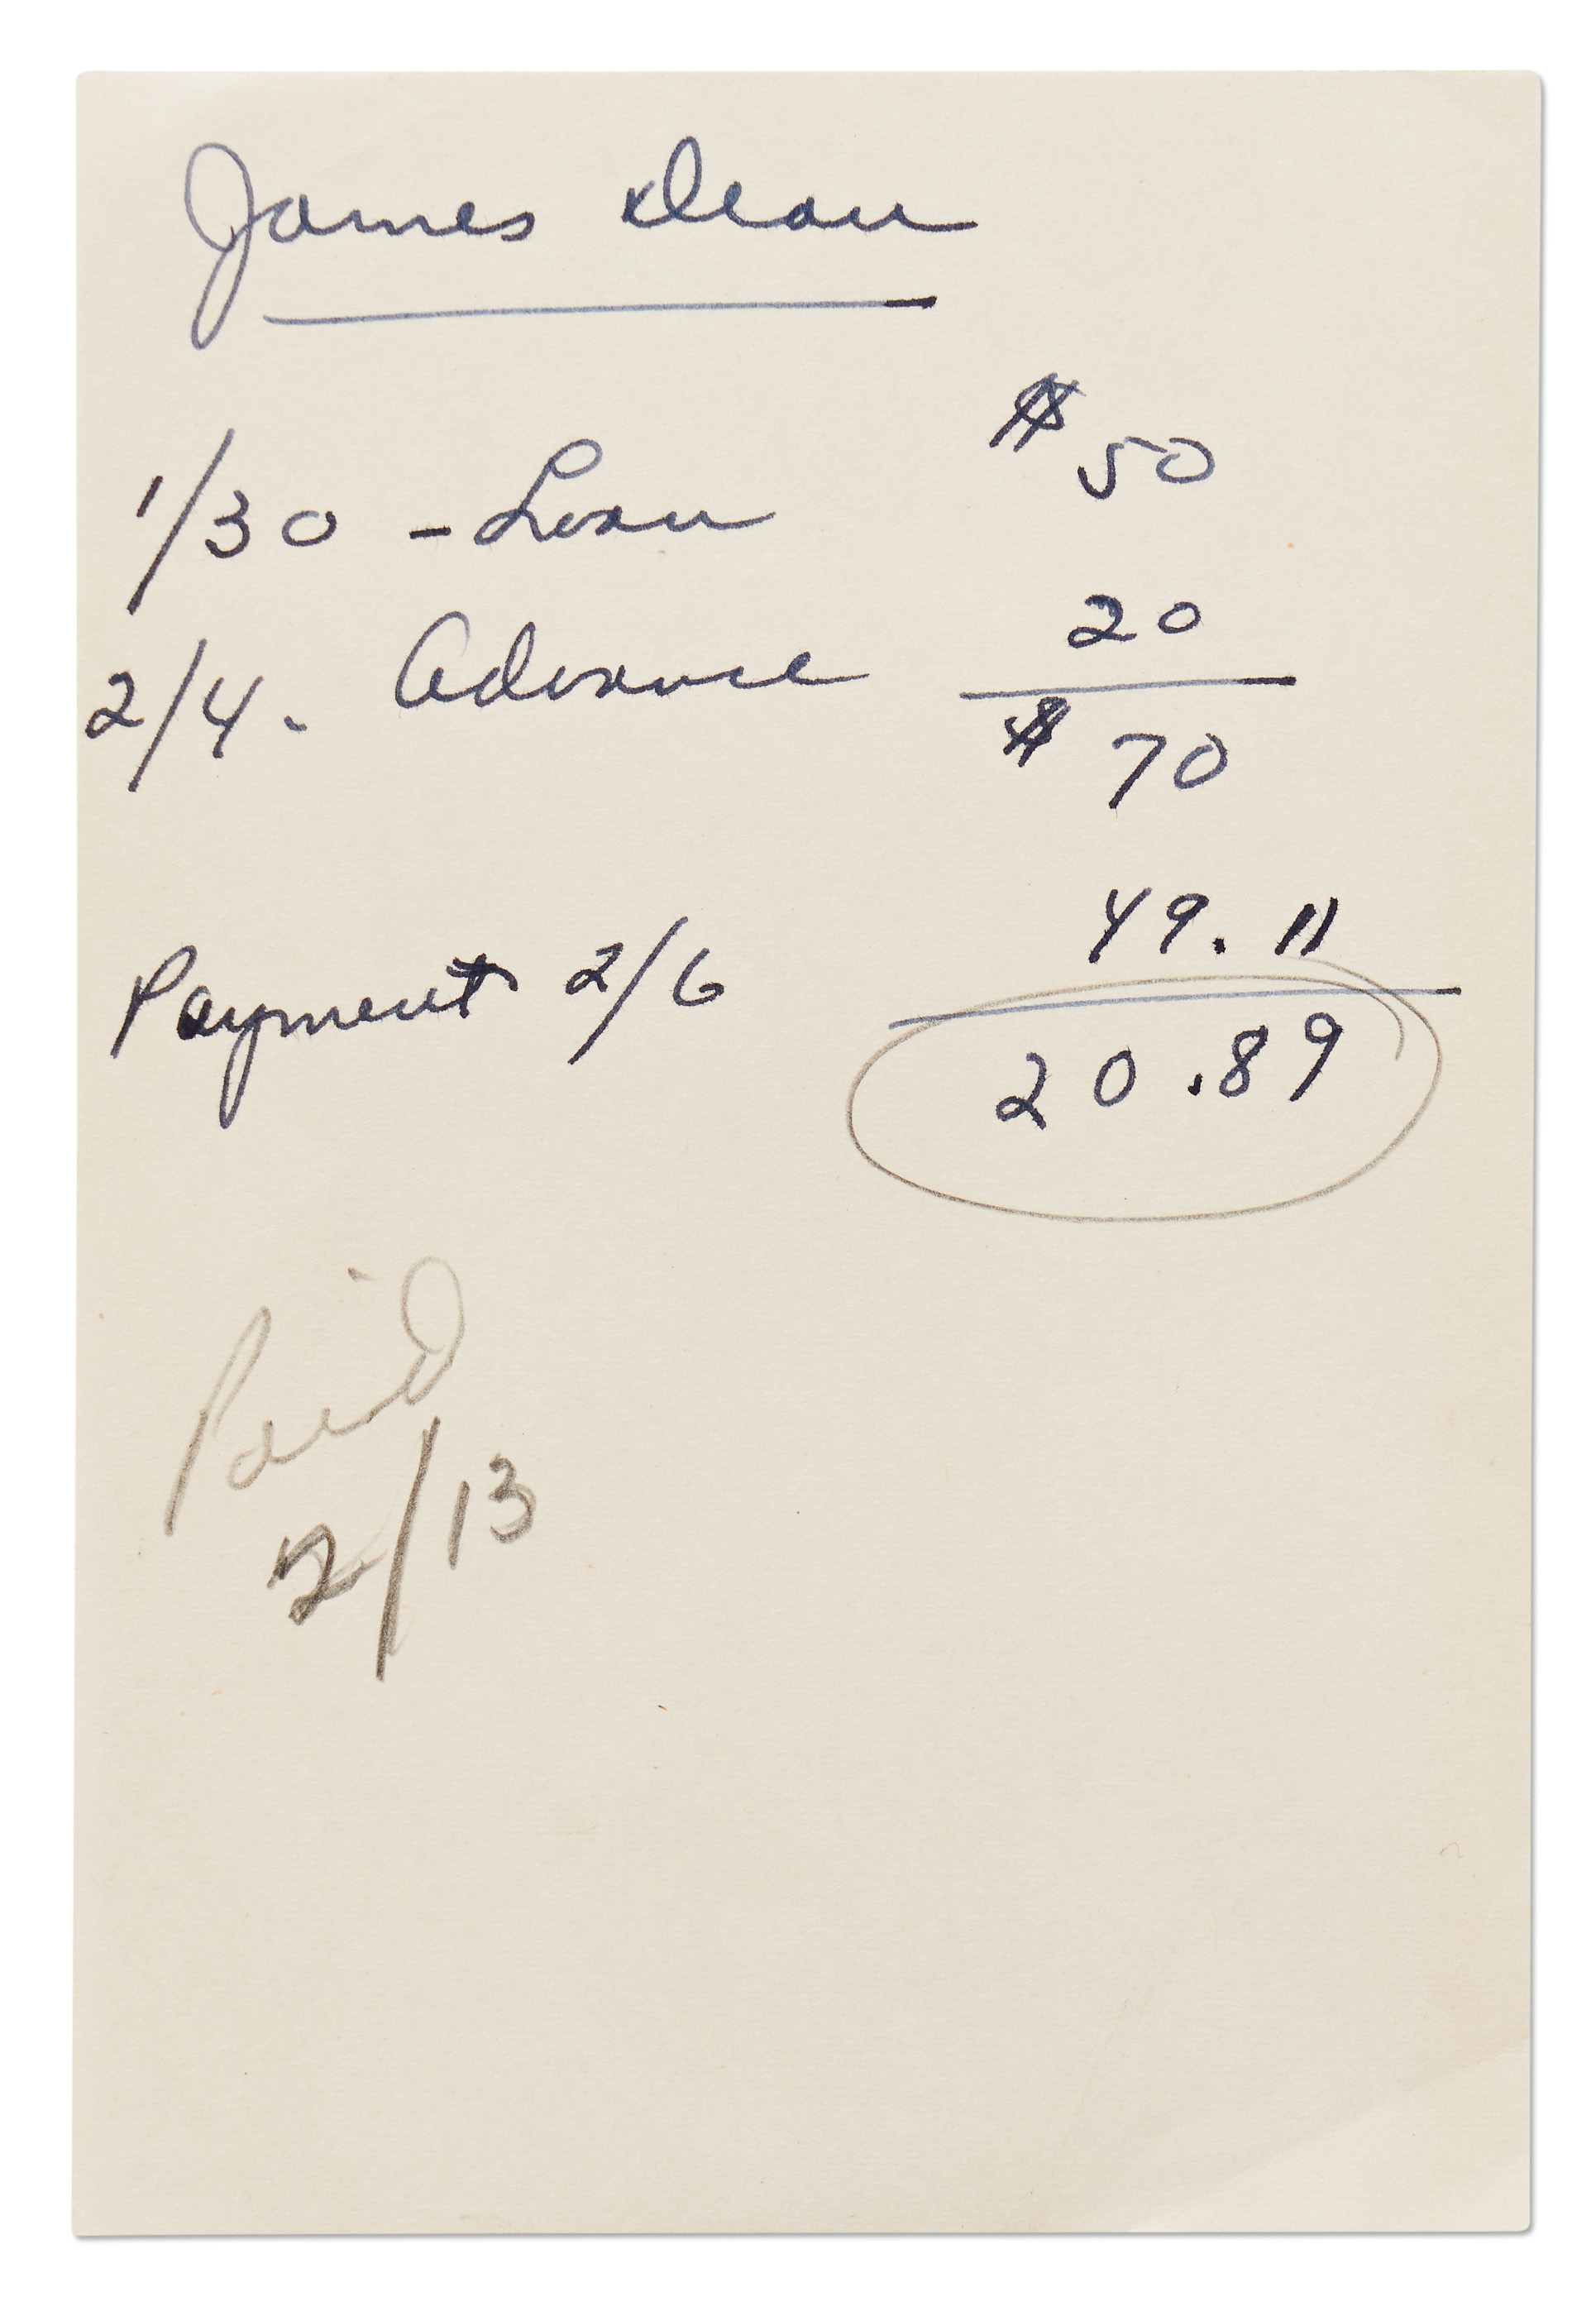 James Dean
1/30 - Loan $50
2/4. Advance 20
$70
Payment 2/6 49.11
20.89
Paid
2/13